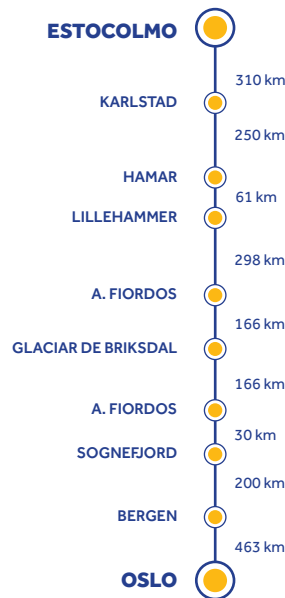 ESTOCOLMO
310 km
KARLSTAD
250 km
HAMAR
61 km
LILLEHAMMER
298 km
A. FIORDOS
166 km
GLACIAR DE BRIKSDAL
166 km
A. FIORDOS
30 km
SOGNEFJORD
200 km
BERGEN
463 km
OSLO